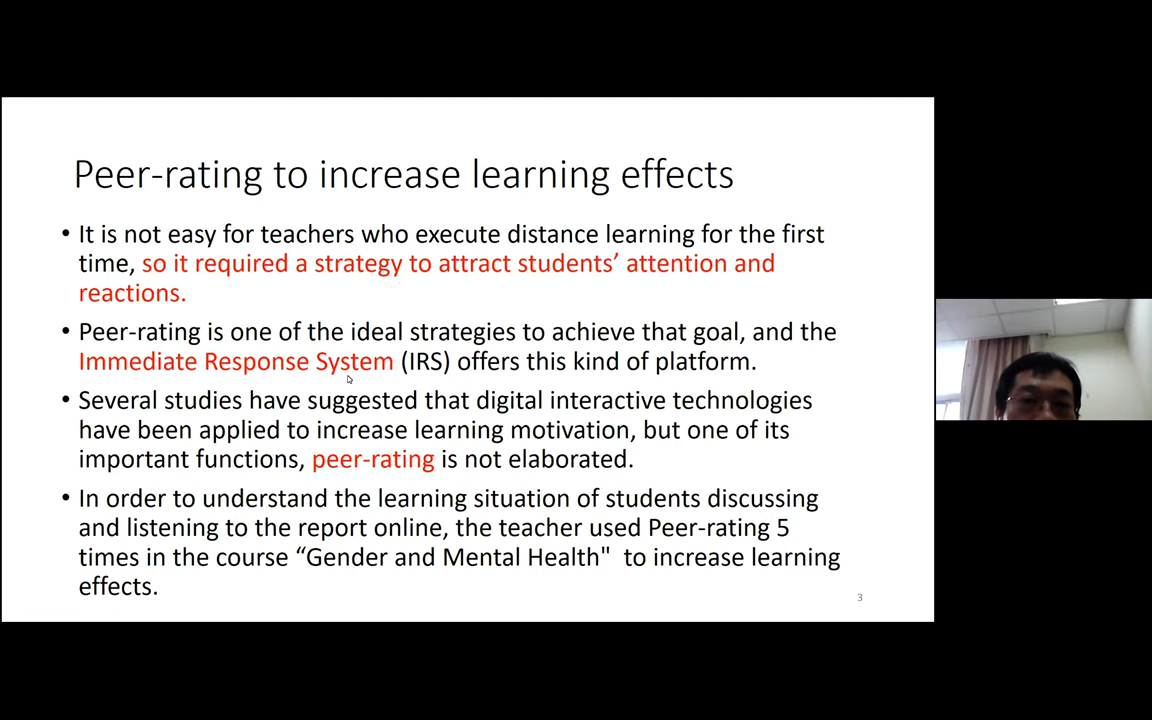 Peer-rating to increase learning effects
• It is not easy for teachers who execute distance learning for the first
time, so it required a strategy to attract students’ attention and
reactions.
• Peer-rating is one of the ideal strategies to achieve that goal, and the
Immediate Response System (IRS) offers this kind of platform.
• Several studies have suggested that digital interactive technologies
have been applied to increase learning motivation, but one of its
important functions, peer-rating is not elaborated.
• In order to understand the learning situation of students discussing
and listening to the report online, the teacher used Peer-rating 5
times in the course “Gender and Mental Health" to increase learning
effects.
3